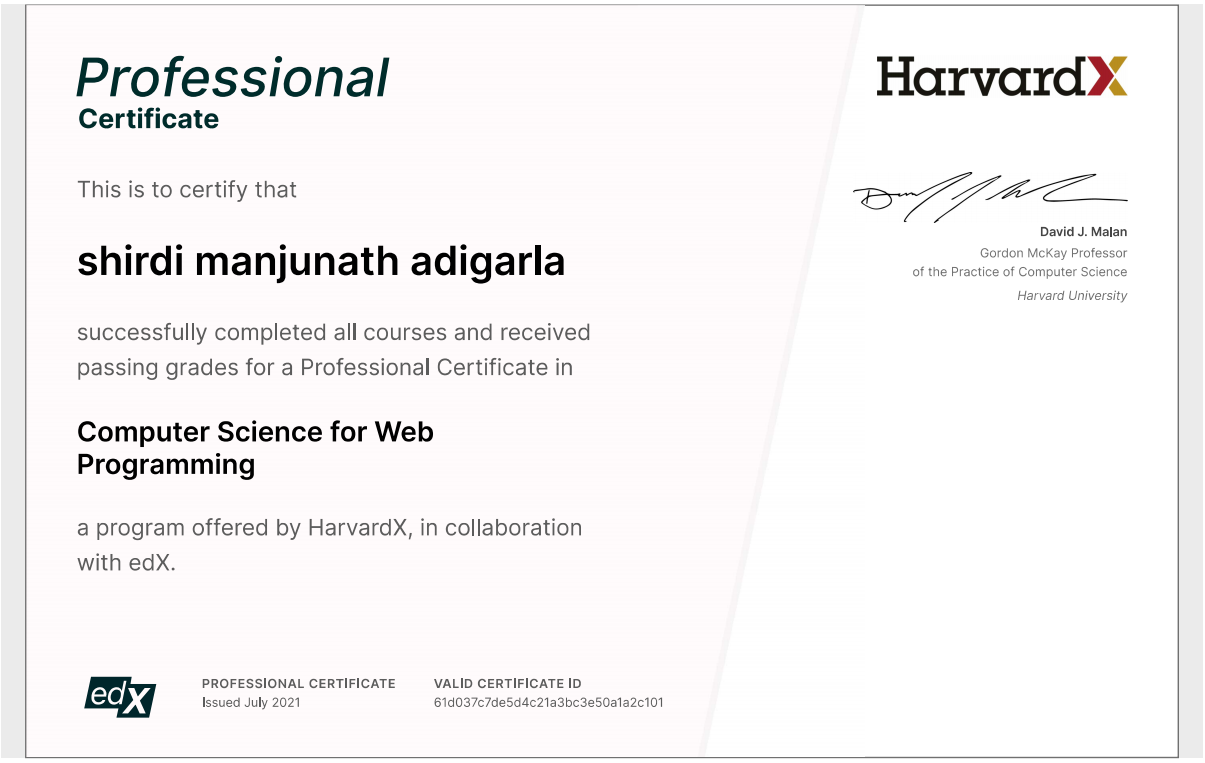 Professional
Certificate
This is to certify that
shirdi manjunath adigarla
successfully completed all courses and received
passing grades for a Professional Certificate in
Computer Science for Web
Programming
a program offered by HarvardX, in collaboration
with edX.
edX
PROFESSIONAL CERTIFICATE
Issued July 2021
VALID CERTIFICATE ID
61d037c7de5d4c21a3bc3e50a1a2c101
HarvardX
David J. Malan
Gordon McKay Professor
of the Practice of Computer Science
Harvard University